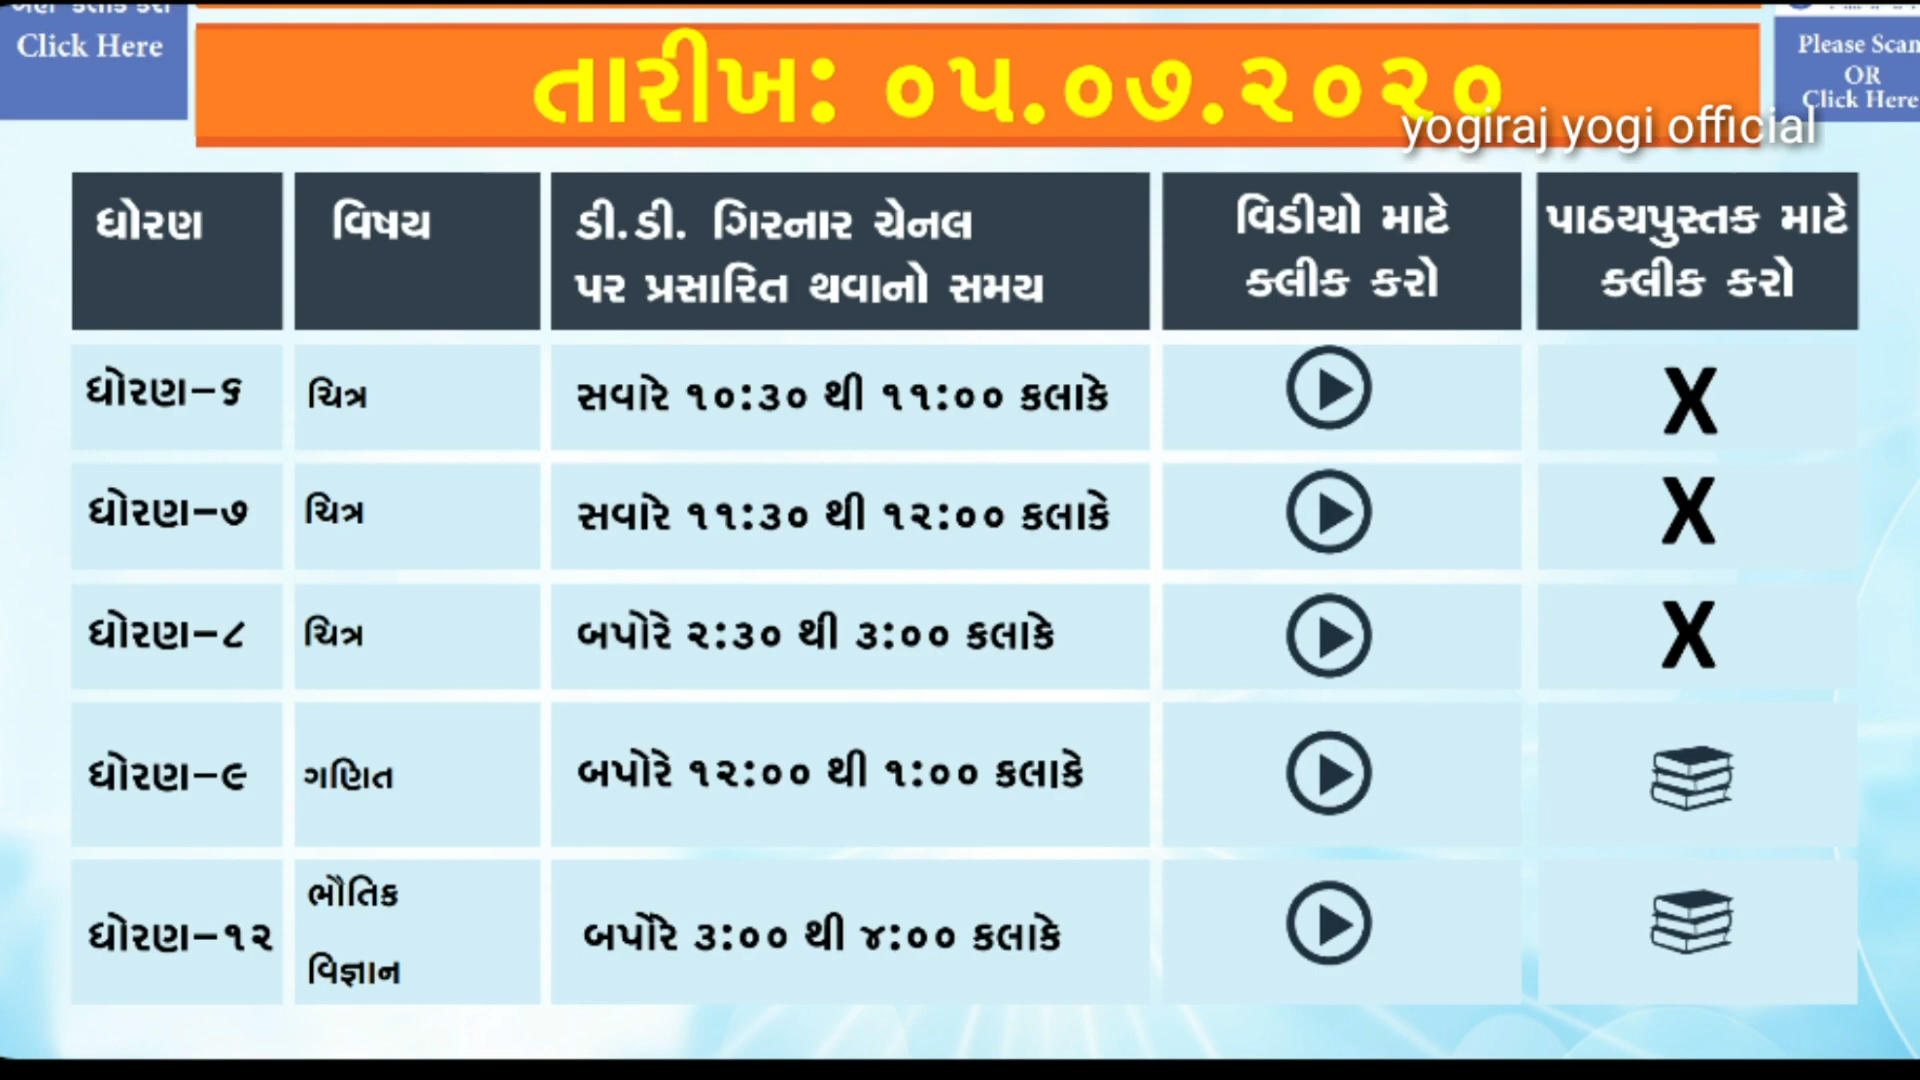 Click Here
તારીખ: ૦૫.૦૭.૨૦૨૦
Please Scan
OR
Click Here
yogiraj yogi official
ધોરણ વિષય ડી.ડી. ગિરનાર ચેનલ વિડીયો માટે પાઠયપુસ્તક માટે
પર પ્રસારિત થવાનો સમય ક્લીક કરો ક્લીક કરો
ધોરણ–૬ ચિત્ર સવારે ૧૦:૩૦ થી ૧૧:૦૦ કલાકે X
ધોરણ–૭ ચિત્ર સવારે ૧૧:૩૦ થી ૧૨:૦૦ કલાકે X
ધોરણ–૮ ચિત્ર બપોરે ૨:૩૦ થી ૩:૦૦ કલાકે X
ધોરણ–૯ ગણિત બપોરે ૧૨:૦૦ થી ૧:૦૦ કલાકે
ધોરણ–૧૨ ભૌતિક વિજ્ઞાન બપોરે ૩:૦૦ થી ૪:૦૦ કલાકે